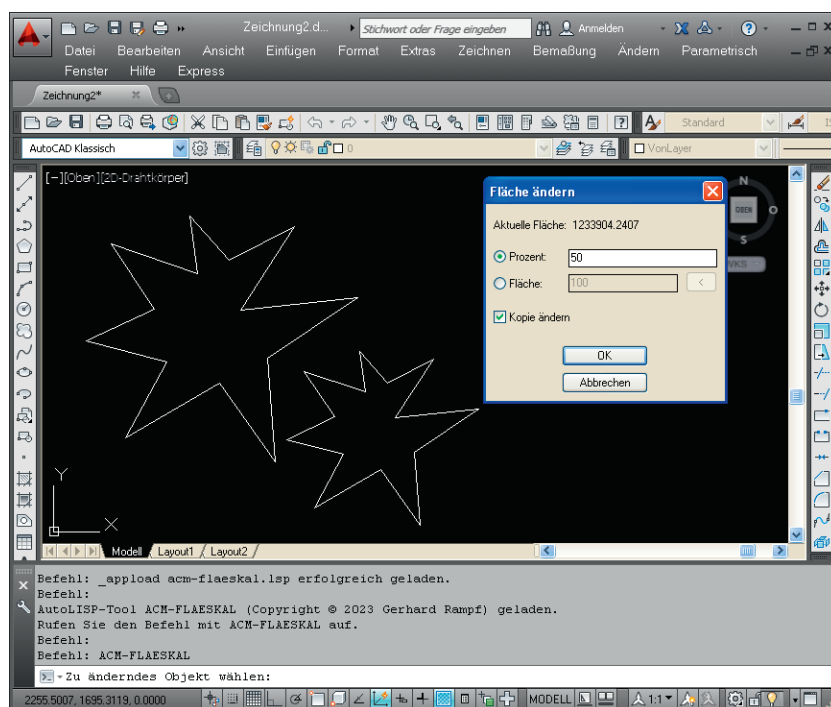 Zeichnung2.d...
Stichwort oder Frage eingeben
Anmelden
Datei Bearbeiten Ansicht Einfügen Format Extras Zeichnen Bemaßung Ändern Parametrisch
Fenster Hilfe Express
Zeichnung2*
Standard
AutoCAD Klassisch
0
VonLayer
[-][Oben][2D-Drahtkörper]
N
OBEN
O
S
WKS
Fläche ändern
Aktuelle Fläche: 1233904.2407
Prozent: 50
Fläche: 100 <
Kopie ändern
OK
Abbrechen
Y
X
Modell Layout1 Layout2
Befehl: _appload acm-flaeskal.lsp erfolgreich geladen.
Befehl:
AutoLISP-Tool ACM-FLAESKAL (Copyright © 2023 Gerhard Rampf) geladen.
Rufen Sie den Befehl mit ACM-FLAESKAL auf.
Befehl:
Befehl: ACM-FLAESKAL
Zu änderndes Objekt wählen:
2255.5007, 1695.3119, 0.0000 MODELL 1:1